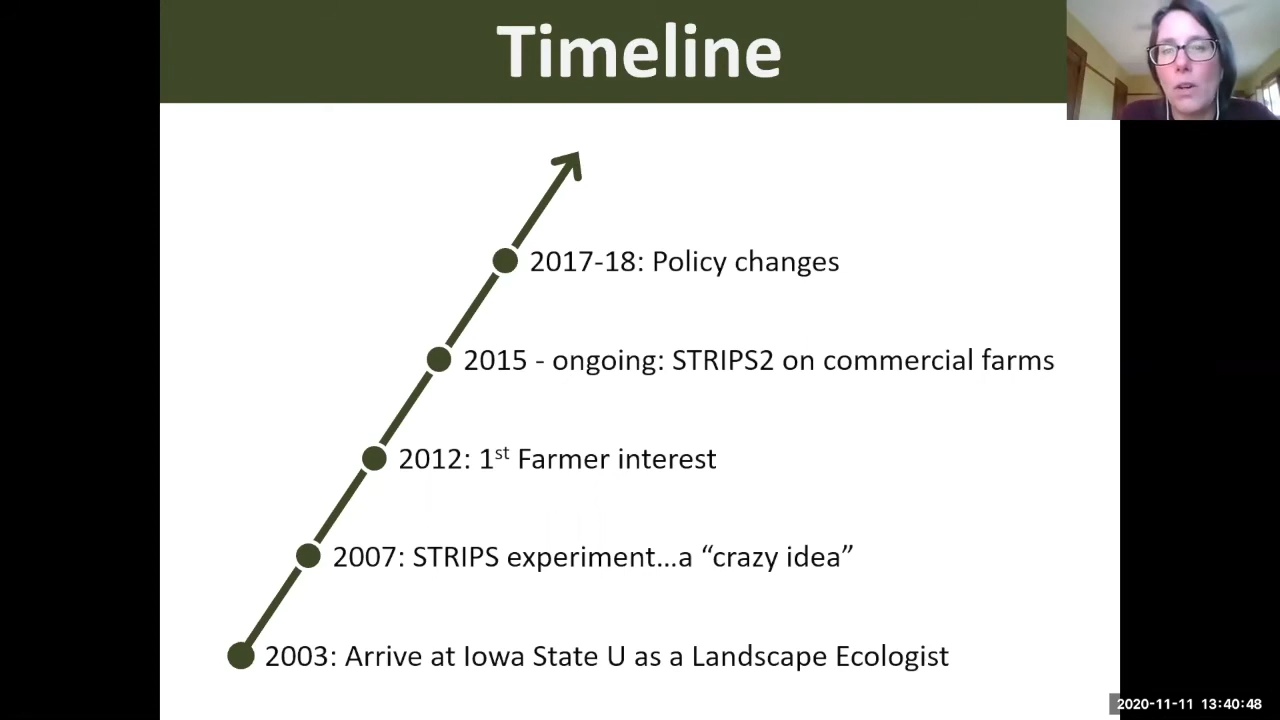 Timeline
2017-18: Policy changes
2015 - ongoing: STRIPS2 on commercial farms
2012: 1st Farmer interest
2007: STRIPS experiment...a “crazy idea”
2003: Arrive at Iowa State U as a Landscape Ecologist
2020-11-11 13:40:48